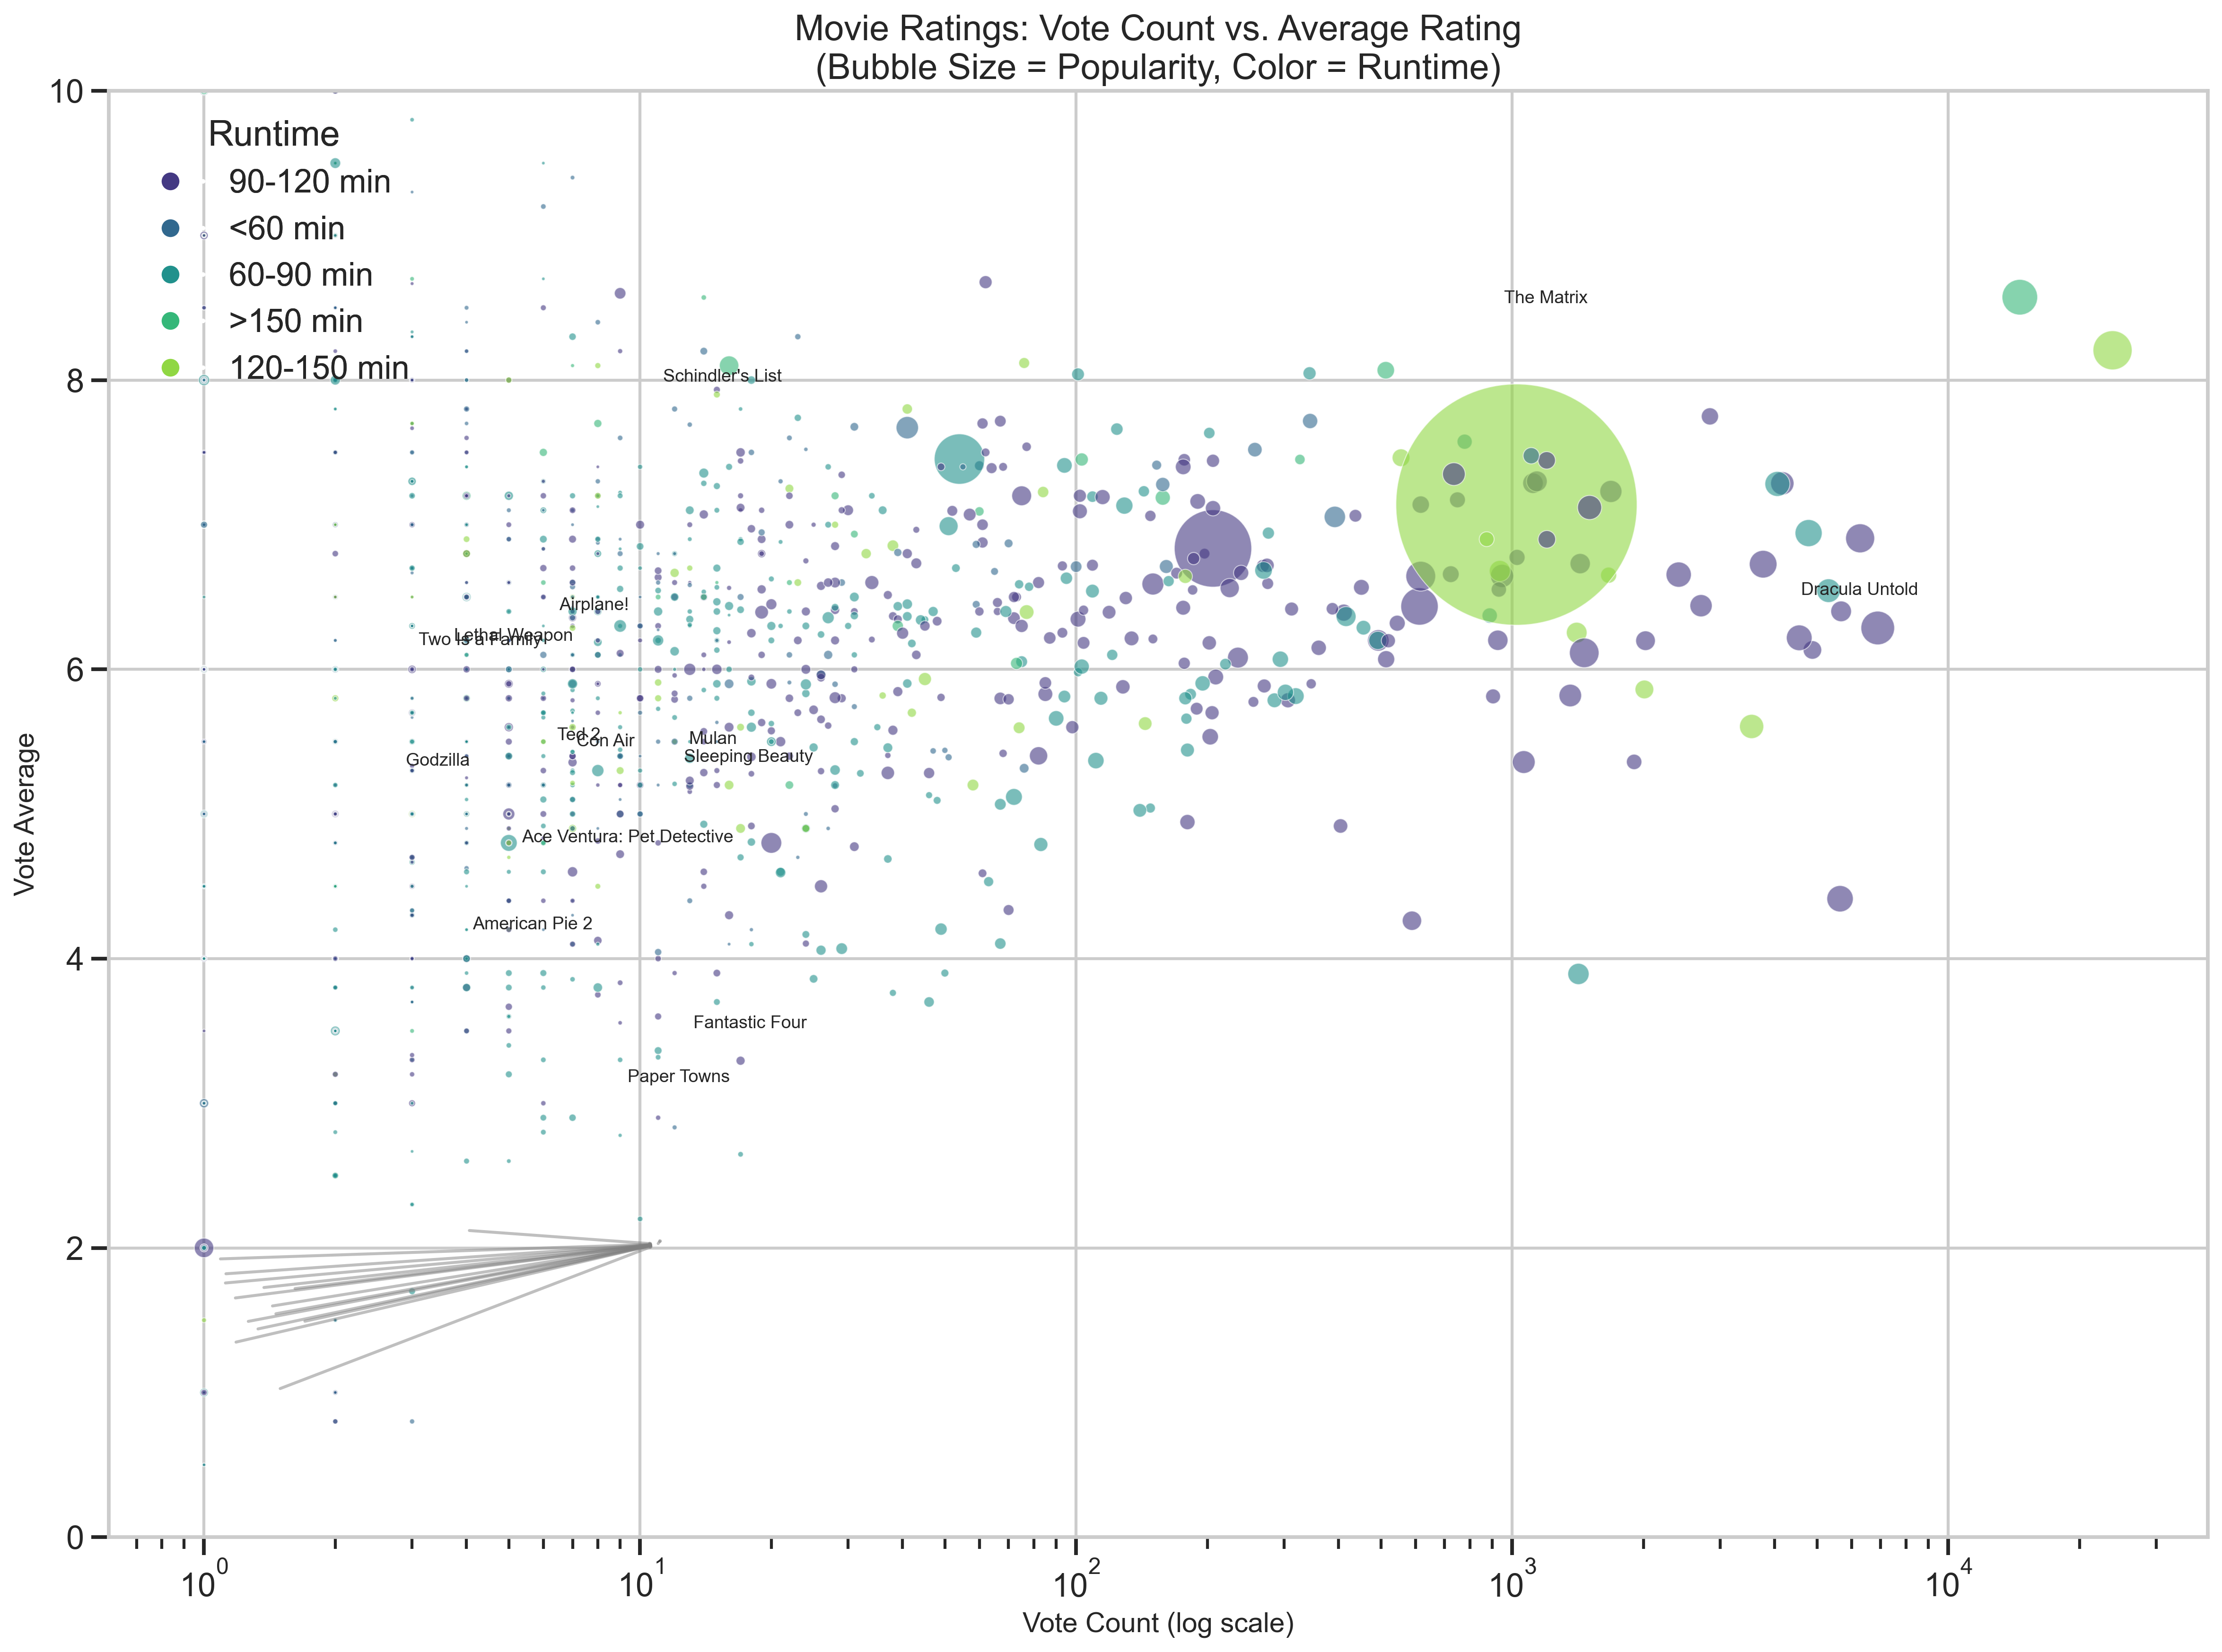 Movie Ratings: Vote Count vs. Average Rating
(Bubble Size = Popularity, Color = Runtime)
10
8
6
4
2
0
Vote Average
Runtime
90-120 min
<60 min
60-90 min
>150 min
120-150 min
The Matrix
Schindler's List
Dracula Untold
Airplane!
Lethal Weapon
Two Is a Family
Ted 2
Con Air
Mulan
Sleeping Beauty
Godzilla
Ace Ventura: Pet Detective
American Pie 2
Fantastic Four
Paper Towns
10^0
10^1
10^2
10^3
10^4
Vote Count (log scale)